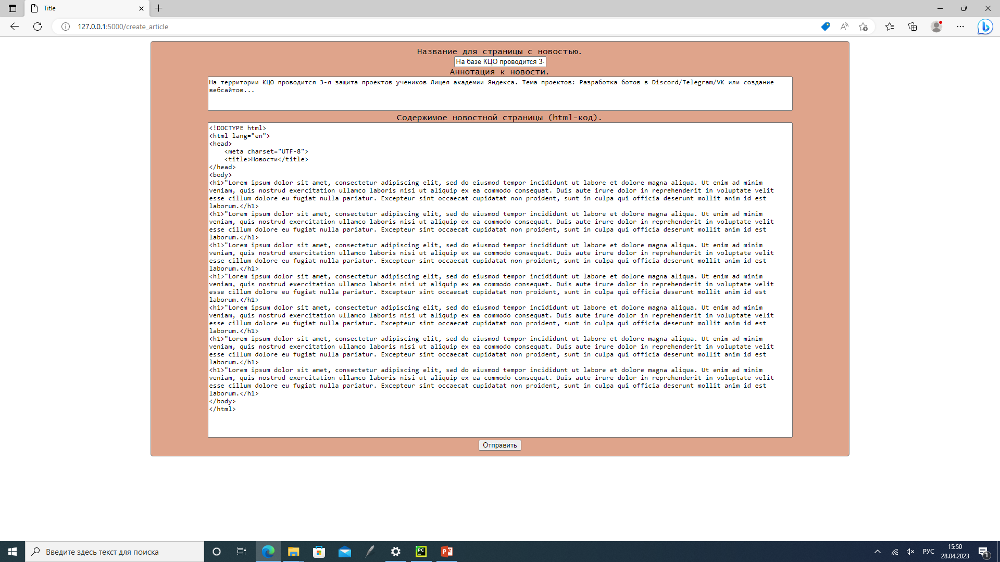 Title
127.0.0.1:5000/create_article
Название для страницы с новостью.
На базе КЦО проводится 3-
Аннотация к новости.
На территории КЦО проводится 3-я защита проектов учеников Лицея академии Яндекса. Тема проектов: Разработка ботов в Discord/Telegram/VK или создание
вебсайтов...
Содержимое новостной страницы (html-код).
<!DOCTYPE html>
<html lang="en">
<head>
    <meta charset="UTF-8">
    <title>Новости</title>
</head>
<body>
<h1>"Lorem ipsum dolor sit amet, consectetur adipiscing elit, sed do eiusmod tempor incididunt ut labore et dolore magna aliqua. Ut enim ad minim
veniam, quis nostrud exercitation ullamco laboris nisi ut aliquip ex ea commodo consequat. Duis aute irure dolor in reprehenderit in voluptate velit
esse cillum dolore eu fugiat nulla pariatur. Excepteur sint occaecat cupidatat non proident, sunt in culpa qui officia deserunt mollit anim id est
laborum.</h1>
<h1>"Lorem ipsum dolor sit amet, consectetur adipiscing elit, sed do eiusmod tempor incididunt ut labore et dolore magna aliqua. Ut enim ad minim
veniam, quis nostrud exercitation ullamco laboris nisi ut aliquip ex ea commodo consequat. Duis aute irure dolor in reprehenderit in voluptate velit
esse cillum dolore eu fugiat nulla pariatur. Excepteur sint occaecat cupidatat non proident, sunt in culpa qui officia deserunt mollit anim id est
laborum.</h1>
<h1>"Lorem ipsum dolor sit amet, consectetur adipiscing elit, sed do eiusmod tempor incididunt ut labore et dolore magna aliqua. Ut enim ad minim
veniam, quis nostrud exercitation ullamco laboris nisi ut aliquip ex ea commodo consequat. Duis aute irure dolor in reprehenderit in voluptate velit
esse cillum dolore eu fugiat nulla pariatur. Excepteur sint occaecat cupidatat non proident, sunt in culpa qui officia deserunt mollit anim id est
laborum.</h1>
<h1>"Lorem ipsum dolor sit amet, consectetur adipiscing elit, sed do eiusmod tempor incididunt ut labore et dolore magna aliqua. Ut enim ad minim
veniam, quis nostrud exercitation ullamco laboris nisi ut aliquip ex ea commodo consequat. Duis aute irure dolor in reprehenderit in voluptate velit
esse cillum dolore eu fugiat nulla pariatur. Excepteur sint occaecat cupidatat non proident, sunt in culpa qui officia deserunt mollit anim id est
laborum.</h1>
<h1>"Lorem ipsum dolor sit amet, consectetur adipiscing elit, sed do eiusmod tempor incididunt ut labore et dolore magna aliqua. Ut enim ad minim
veniam, quis nostrud exercitation ullamco laboris nisi ut aliquip ex ea commodo consequat. Duis aute irure dolor in reprehenderit in voluptate velit
esse cillum dolore eu fugiat nulla pariatur. Excepteur sint occaecat cupidatat non proident, sunt in culpa qui officia deserunt mollit anim id est
laborum.</h1>
<h1>"Lorem ipsum dolor sit amet, consectetur adipiscing elit, sed do eiusmod tempor incididunt ut labore et dolore magna aliqua. Ut enim ad minim
veniam, quis nostrud exercitation ullamco laboris nisi ut aliquip ex ea commodo consequat. Duis aute irure dolor in reprehenderit in voluptate velit
esse cillum dolore eu fugiat nulla pariatur. Excepteur sint occaecat cupidatat non proident, sunt in culpa qui officia deserunt mollit anim id est
laborum.</h1>
<h1>"Lorem ipsum dolor sit amet, consectetur adipiscing elit, sed do eiusmod tempor incididunt ut labore et dolore magna aliqua. Ut enim ad minim
veniam, quis nostrud exercitation ullamco laboris nisi ut aliquip ex ea commodo consequat. Duis aute irure dolor in reprehenderit in voluptate velit
esse cillum dolore eu fugiat nulla pariatur. Excepteur sint occaecat cupidatat non proident, sunt in culpa qui officia deserunt mollit anim id est
laborum.</h1>
</body>
</html>
Отправить
Введите здесь текст для поиска
РУС
15:50
28.04.2023
1